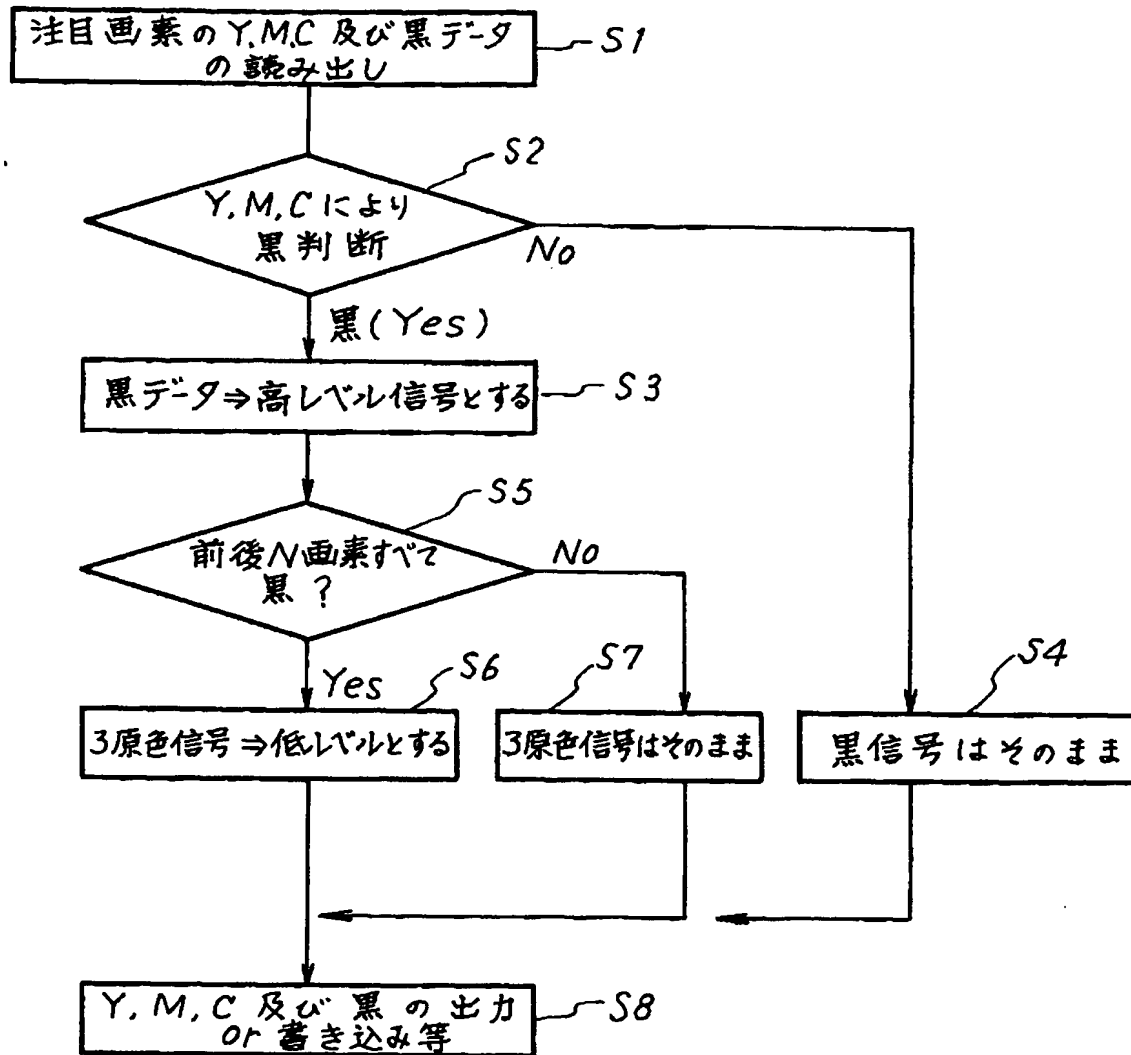 注目画素のY,M,C 及び黒データ
の読み出し
S1
S2
Y,M,Cにより
黒判断
No
黒(Yes)
黒データ⇒高レベル信号とする
S3
S5
前後N画素すべて
黒?
No
Yes
S6
S7
S4
3原色信号⇒低レベルとする
3原色信号はそのまま
黒信号はそのまま
Y,M,C 及び 黒 の 出力
or 書き込み等
S8